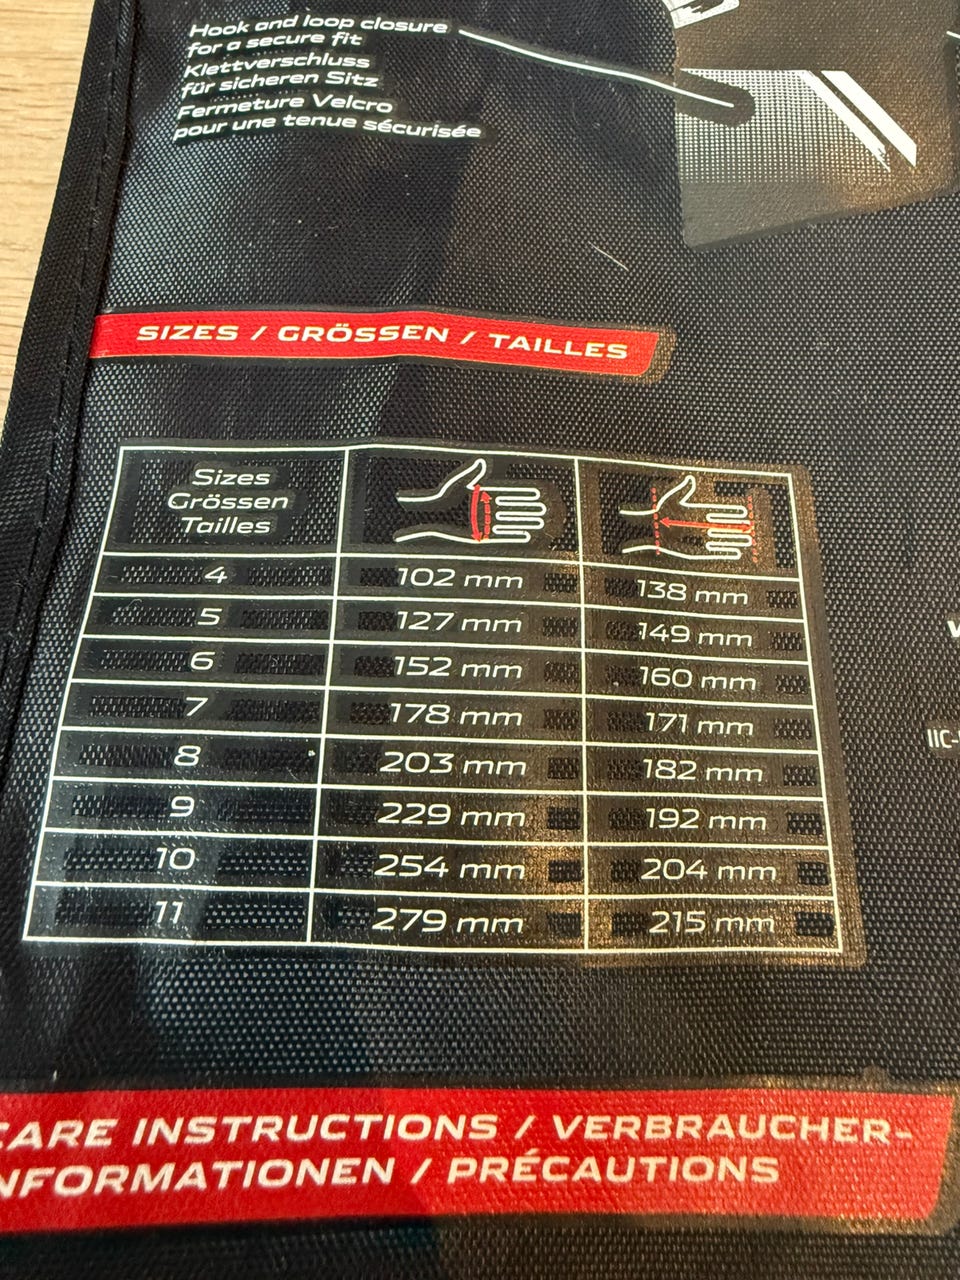 Hook and loop closure
for a secure fit
Klettverschluss
für sicheren Sitz
Fermeture Velcro
pour une tenue sécurisée
SIZES / GRÖSSEN / TAILLES
Sizes
Grössen
Tailles
4 102 mm 138 mm
5 127 mm 149 mm
6 152 mm 160 mm
7 178 mm 171 mm
8 203 mm 182 mm
9 229 mm 192 mm
10 254 mm 204 mm
11 279 mm 215 mm
CARE INSTRUCTIONS / VERBRAUCHER-
NFORMATIONEN / PRÉCAUTIONS